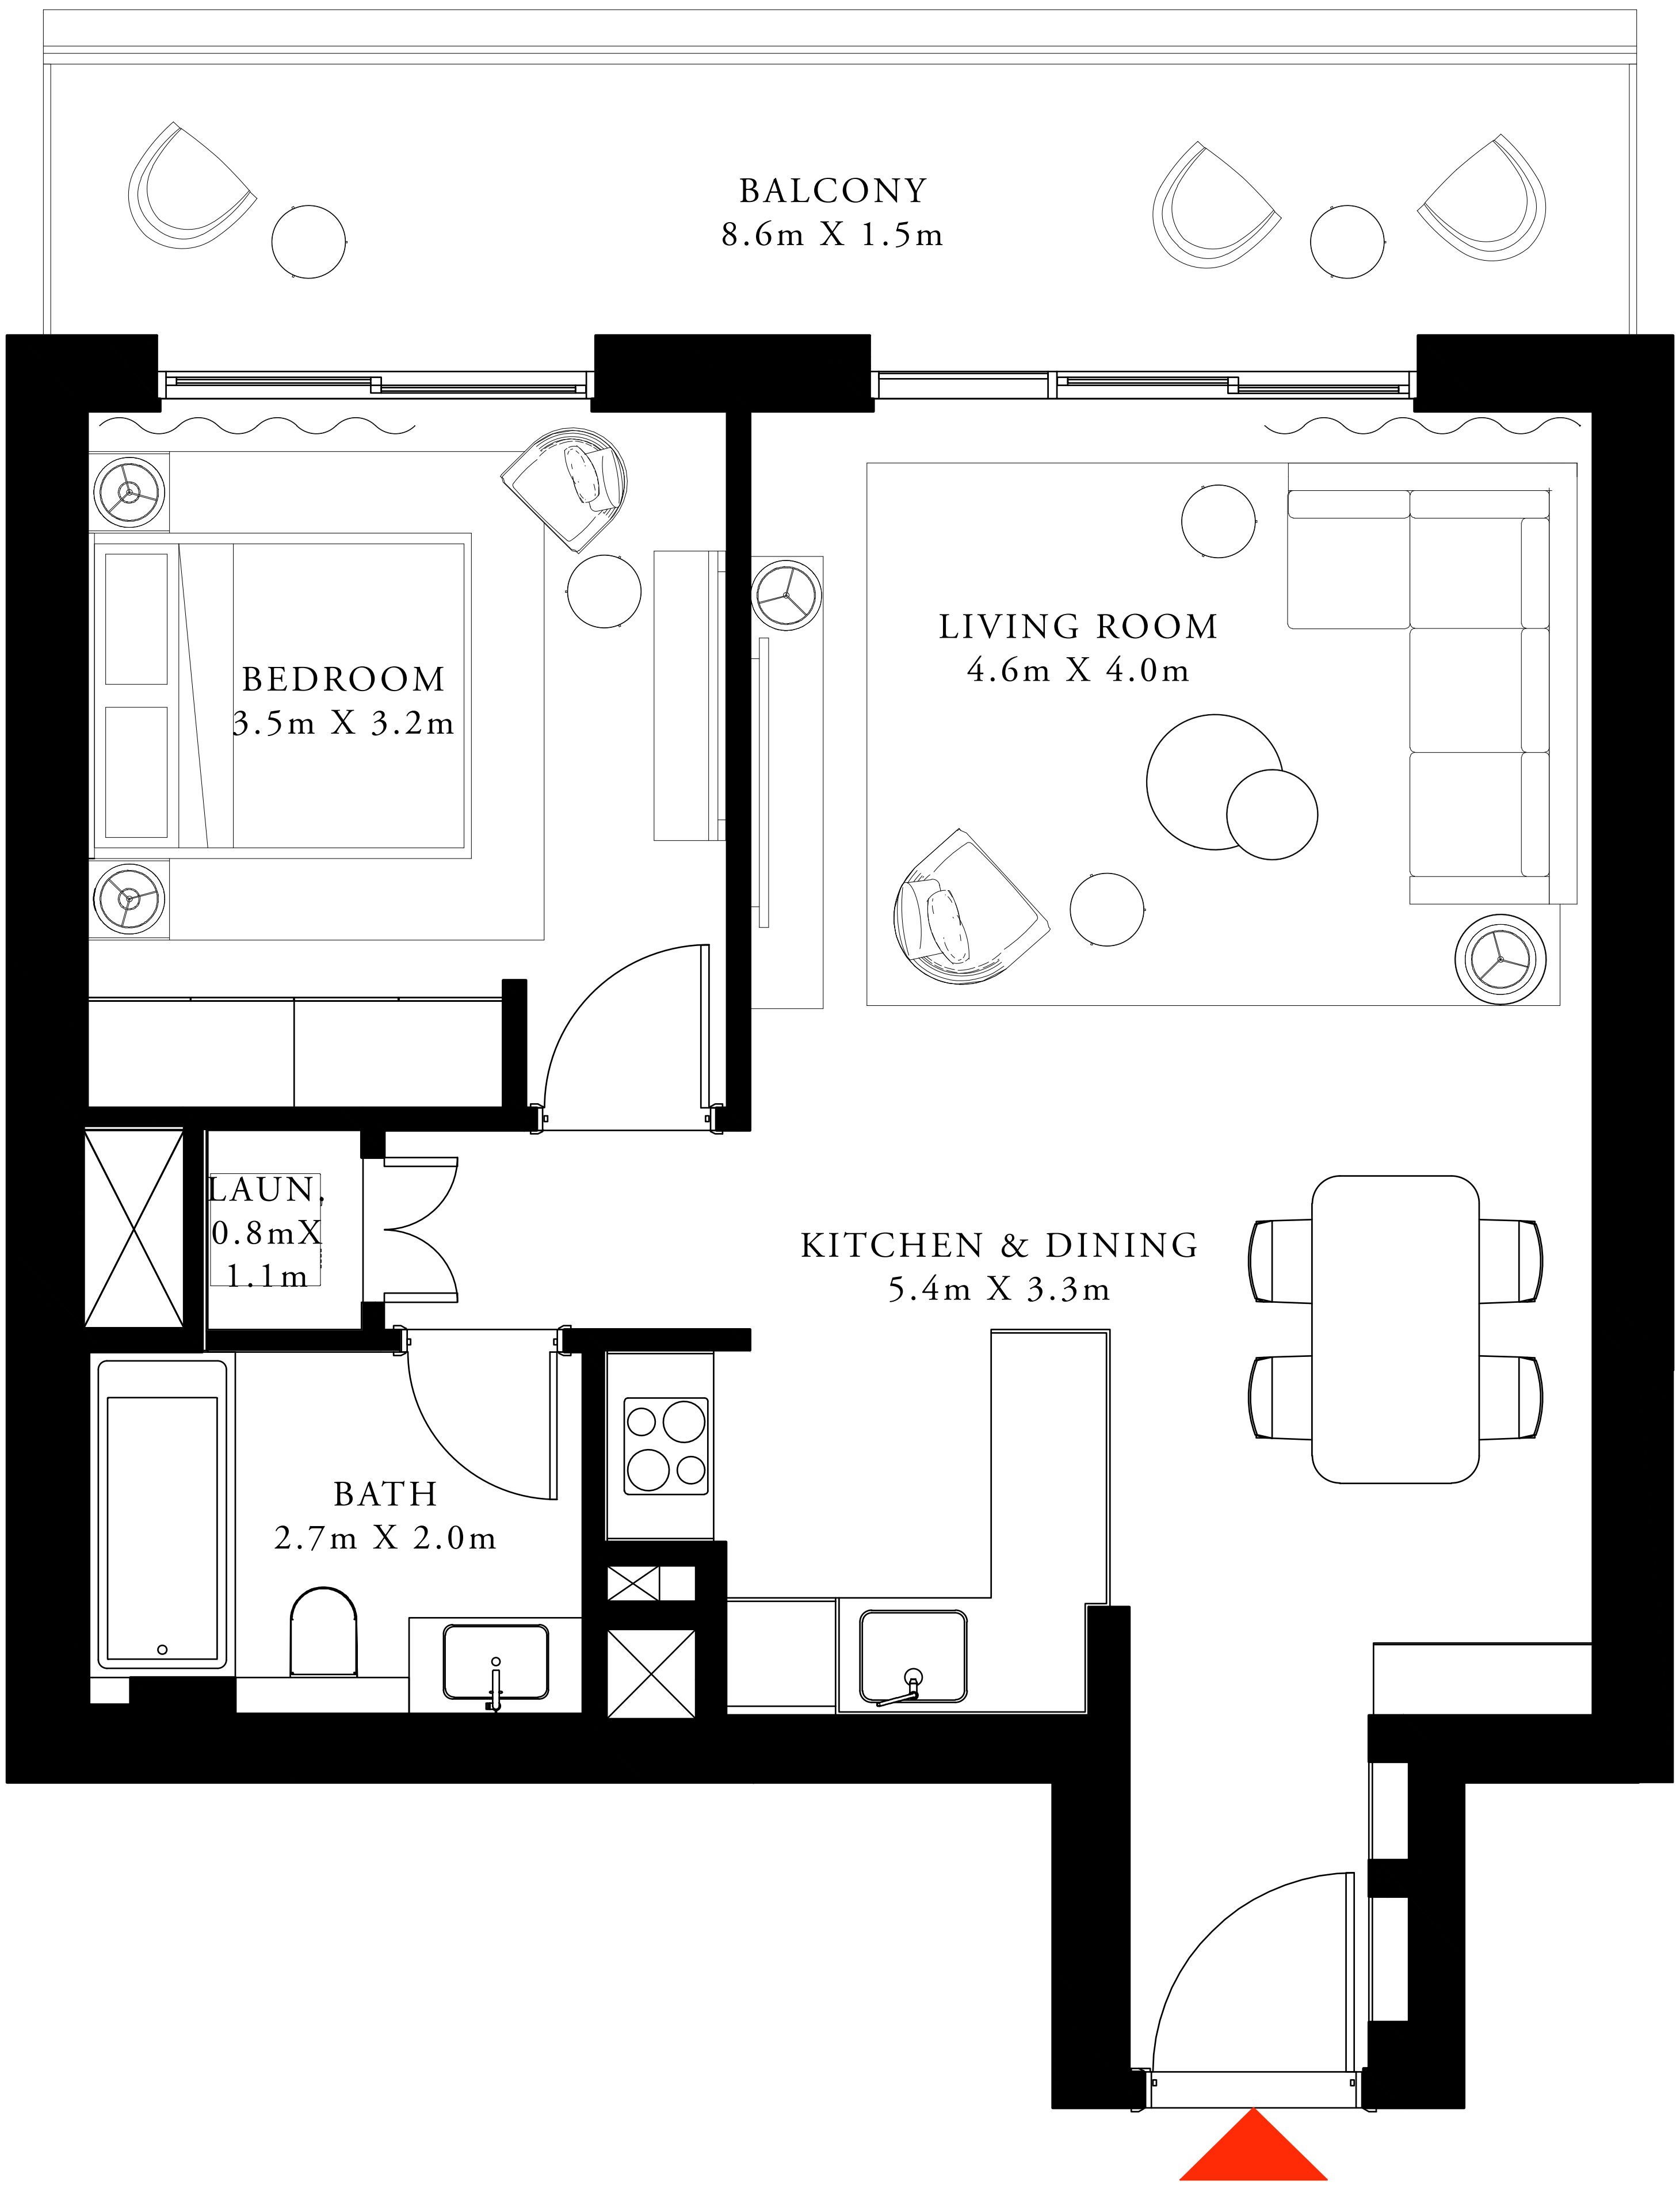 BALCONY
8.6m X 1.5m
LIVING ROOM
4.6m X 4.0m
BEDROOM
3.5m X 3.2m
LAUN.
0.8mX
1.1m
KITCHEN & DINING
5.4m X 3.3m
BATH
2.7m X 2.0m